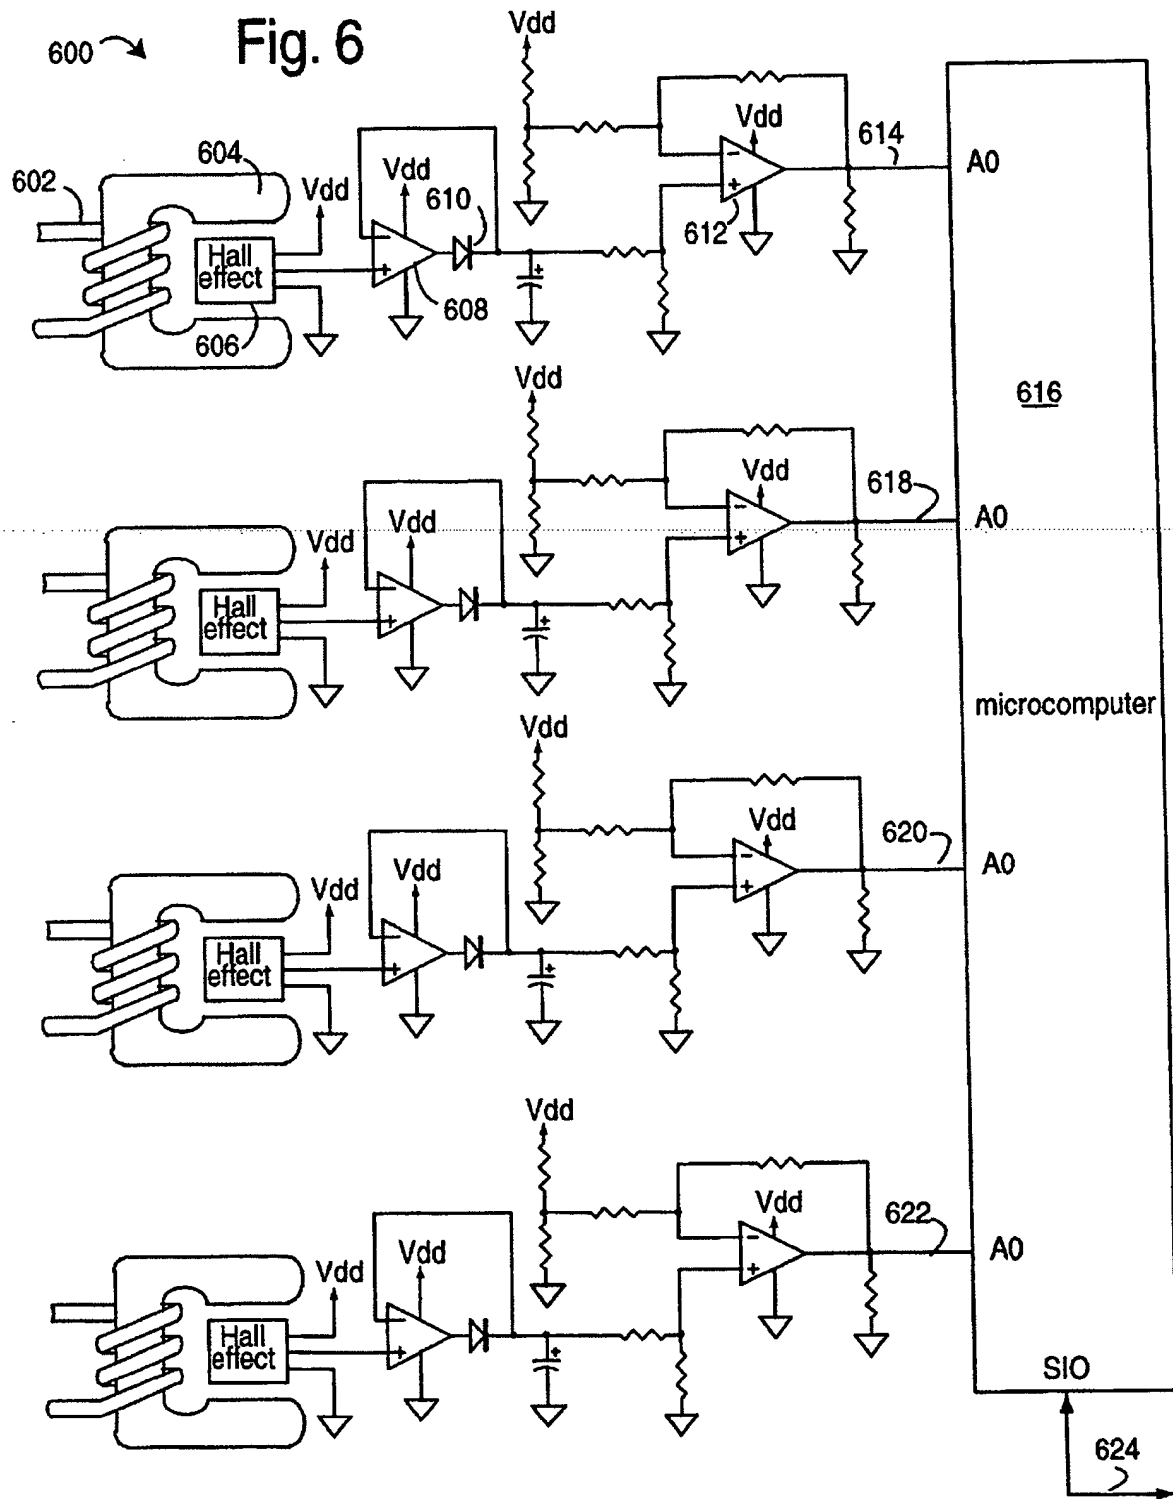 600
Fig. 6
Vdd
602
604
Vdd
Hall
effect
606
Vdd
610
608
Vdd
612
614
A0
616
Vdd
Hall
effect
Vdd
Vdd
Vdd
618
A0
microcomputer
Vdd
Hall
effect
Vdd
Vdd
Vdd
620
A0
Vdd
Hall
effect
Vdd
Vdd
Vdd
622
A0
SIO
624